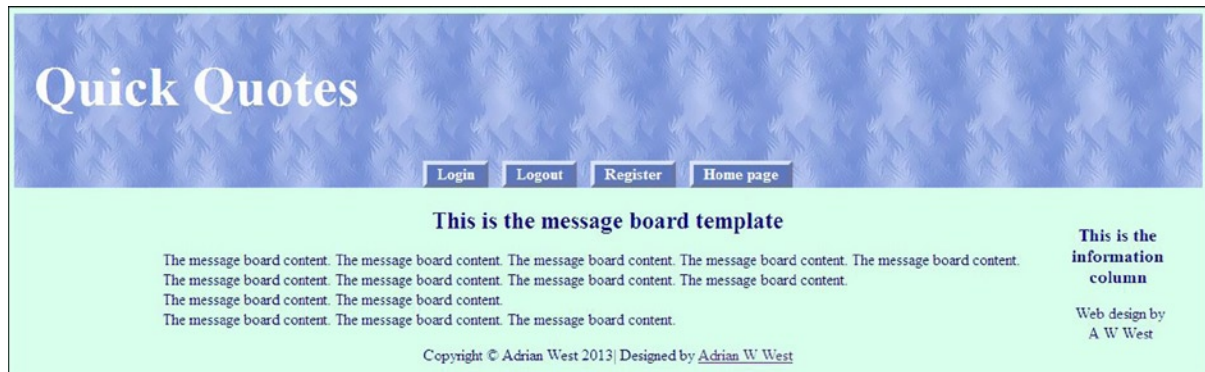 Quick Quotes
Login Logout Register Home page
This is the message board template
The message board content. The message board content. The message board content. The message board content. The message board content.
The message board content. The message board content. The message board content. The message board content.
The message board content. The message board content.
The message board content. The message board content. The message board content.
Copyright © Adrian West 2013| Designed by Adrian W West
This is the
information
column
Web design by
A W West